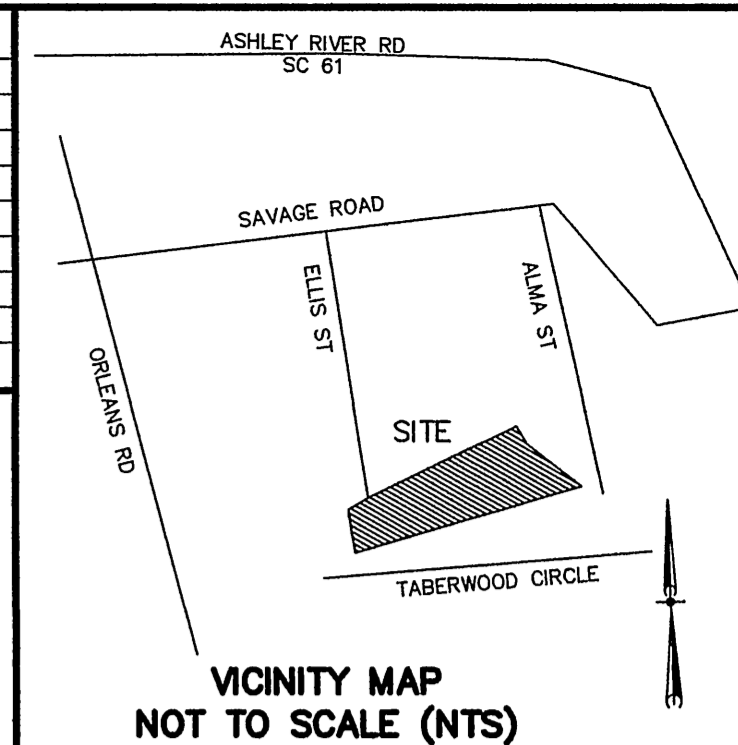 ASHLEY RIVER RD
SC 61
SAVAGE ROAD
ELLIS ST
ALMA ST
ORLEANS RD
SITE
TABERWOOD CIRCLE
VICINITY MAP
NOT TO SCALE (NTS)